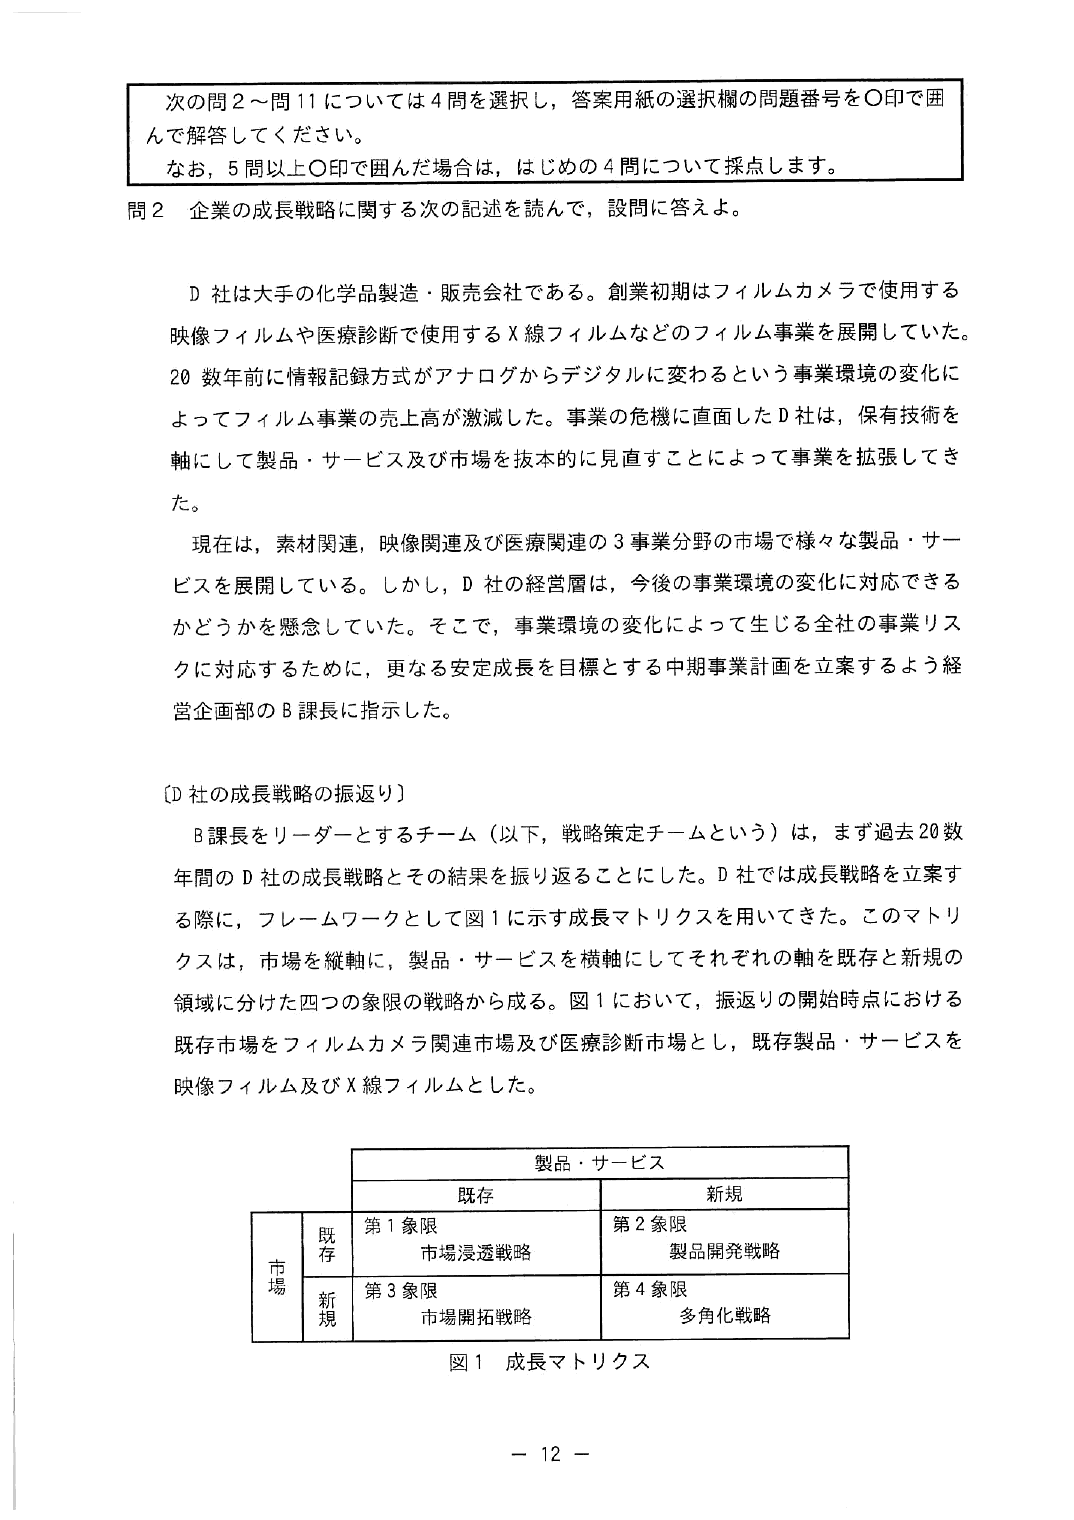 次の問2～問11については4問を選択し，答案用紙の選択欄の問題番号を〇印で囲
んで解答してください。
なお，5問以上〇印で囲んだ場合は，はじめの4問について採点します。
問2　企業の成長戦略に関する次の記述を読んで，設問に答えよ。
D 社は大手の化学品製造・販売会社である。創業初期はフィルムカメラで使用する
映像フィルムや医療診断で使用するX線フィルムなどのフィルム事業を展開していた。
20 数年前に情報記録方式がアナログからデジタルに変わるという事業環境の変化に
よってフィルム事業の売上高が激減した。事業の危機に直面したD社は，保有技術を
軸にして製品・サービス及び市場を抜本的に見直すことによって事業を拡張してき
た。
現在は，素材関連，映像関連及び医療関連の3事業分野の市場で様々な製品・サー
ビスを展開している。しかし，D 社の経営層は，今後の事業環境の変化に対応できる
かどうかを懸念していた。そこで，事業環境の変化によって生じる全社の事業リス
クに対応するために，更なる安定成長を目標とする中期事業計画を立案するよう経
営企画部のB課長に指示した。
〔D社の成長戦略の振返り〕
B課長をリーダーとするチーム（以下，戦略策定チームという）は，まず過去20数
年間のD社の成長戦略とその結果を振り返ることにした。D社では成長戦略を立案す
る際に，フレームワークとして図1に示す成長マトリクスを用いてきた。このマトリ
クスは，市場を縦軸に，製品・サービスを横軸にしてそれぞれの軸を既存と新規の
領域に分けた四つの象限の戦略から成る。図1において，振返りの開始時点における
既存市場をフィルムカメラ関連市場及び医療診断市場とし，既存製品・サービスを
映像フィルム及びX線フィルムとした。
製品・サービス
既存　新規
市場
既存
第1象限　第2象限
市場浸透戦略　製品開発戦略
新規
第3象限　第4象限
市場開拓戦略　多角化戦略
図1　成長マトリクス
－ 12 －